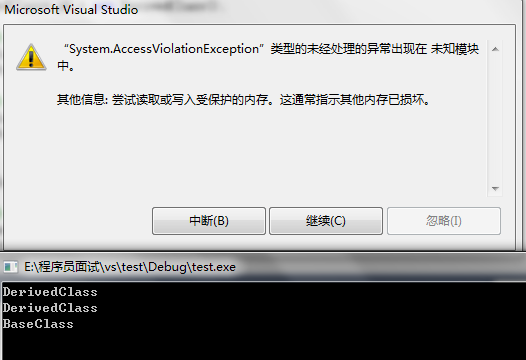 Microsoft Visual Studio
“System.AccessViolationException”类型的未经处理的异常出现在 未知模块
中。
其他信息: 尝试读取或写入受保护的内存。这通常指示其他内存已损坏。
中断(B)
继续(C)
忽略(I)
E:\程序员面试\vs\test\Debug\test.exe
DerivedClass
DerivedClass
BaseClass